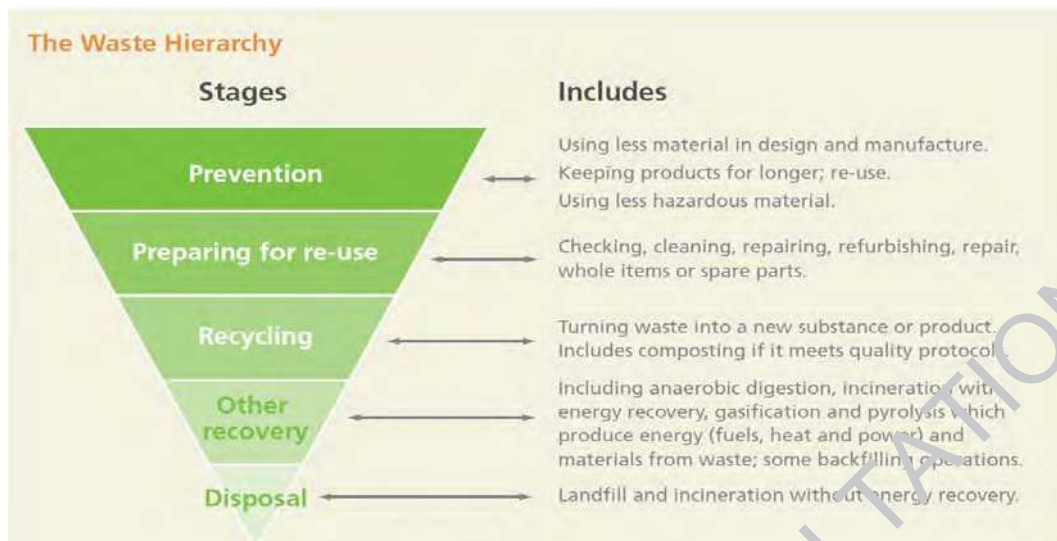 The Waste Hierarchy
Stages
Includes
Prevention
Using less material in design and manufacture.
Keeping products for longer; re-use.
Using less hazardous material.
Preparing for re-use
Checking, cleaning, repairing, refurbishing, repair,
whole items or spare parts.
Recycling
Turning waste into a new substance or product.
Includes composting if it meets quality protocols.
Other
recovery
Including anaerobic digestion, incineration with
energy recovery, gasification and pyrolysis which
produce energy (fuels, heat and power) and
materials from waste; some backfilling operations.
Disposal
Landfill and incineration without energy recovery.
TATION